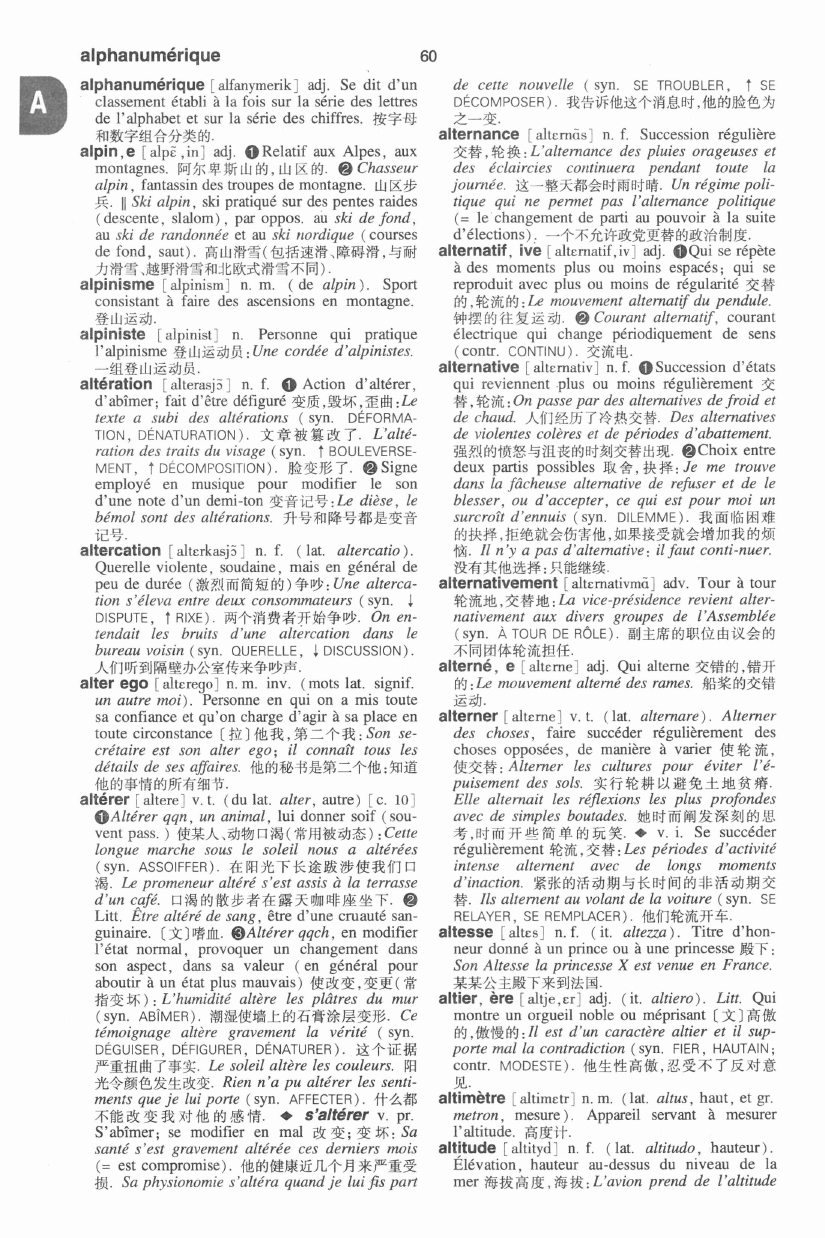 alphanumérique
60
A
alphanumérique [alfanymerik] adj. Se dit d'un
classement établi à la fois sur la série des lettres
de l'alphabet et sur la série des chiffres. 按字母
和数字组合分类的.
alpin,e [alpɛ̃,in] adj. ❶Relatif aux Alpes, aux
montagnes. 阿尔卑斯山的,山区的. ❷ Chasseur
alpin, fantassin des troupes de montagne. 山区步
兵. ‖ Ski alpin, ski pratiqué sur des pentes raides
(descente, slalom), par oppos. au ski de fond,
au ski de randonnée et au ski nordique (courses
de fond, saut). 高山滑雪(包括速滑、障碍滑,与耐
力滑雪、越野滑雪和北欧式滑雪不同).
alpinisme [alpinism] n. m. (de alpin). Sport
consistant à faire des ascensions en montagne.
登山运动.
alpiniste [alpinist] n. Personne qui pratique
l'alpinisme 登山运动员:Une cordée d'alpinistes.
一组登山运动员.
altération [alterasjɔ̃] n. f. ❶ Action d'altérer,
d'abîmer; fait d'être défiguré 变质,毁坏,歪曲:Le
texte a subi des altérations (syn. DÉFORMA-
TION, DÉNATURATION). 文章被篡改了. L'alté-
ration des traits du visage (syn. ↑BOULEVERSE-
MENT, ↑DÉCOMPOSITION). 脸变形了. ❷Signe
employé en musique pour modifier le son
d'une note d'un demi-ton 变音记号:Le dièse, le
bémol sont des altérations. 升号和降号都是变音
记号.
altercation [altɛrkasjɔ̃] n. f. (lat. altercatio).
Querelle violente, soudaine, mais en général de
peu de durée (激烈而简短的)争吵:Une alterca-
tion s'éleva entre deux consommateurs (syn. ↓
DISPUTE, ↑RIXE). 两个消费者开始争吵. On en-
tendait les bruits d'une altercation dans le
bureau voisin (syn. QUERELLE, ↓DISCUSSION).
人们听到隔壁办公室传来争吵声.
alter ego [altɛrego] n. m. inv. (mots lat. signif.
un autre moi). Personne en qui on a mis toute
sa confiance et qu'on charge d'agir à sa place en
toute circonstance〔拉〕他我,第二个我:Son se-
crétaire est son alter ego; il connaît tous les
détails de ses affaires. 他的秘书是第二个他:知道
他的事情的所有细节.
altérer [altere] v. t. (du lat. alter, autre) [c. 10]
❶Altérer qqn, un animal, lui donner soif (sou-
vent pass.) 使某人、动物口渴(常用被动态):Cette
longue marche sous le soleil nous a altérées
(syn. ASSOIFFER). 在阳光下长途跋涉使我们口
渴. Le promeneur altéré s'est assis à la terrasse
d'un café. 口渴的散步者在露天咖啡座坐下. ❷
Litt. Être altéré de sang, être d'une cruauté san-
guinaire.〔文〕嗜血. ❸Altérer qqch, en modifier
l'état normal, provoquer un changement dans
son aspect, dans sa valeur (en général pour
aboutir à un état plus mauvais) 使改变,变更(常
指变坏): L'humidité altère les plâtres du mur
(syn. ABÎMER). 潮湿使墙上的石膏涂层变形. Ce
témoignage altère gravement la vérité (syn.
DÉGUISER, DÉFIGURER, DÉNATURER). 这个证据
严重扭曲了事实. Le soleil altère les couleurs. 阳
光令颜色发生改变. Rien n'a pu altérer les senti-
ments que je lui porte (syn. AFFECTER). 什么都
不能改变我对他的感情. ◆ s'altérer v. pr.
S'abîmer; se modifier en mal 改变;变坏: Sa
santé s'est gravement altérée ces derniers mois
(= est compromise). 他的健康近几个月来严重受
损. Sa physionomie s'altéra quand je lui fis part
de cette nouvelle (syn. SE TROUBLER, ↑ SE
DÉCOMPOSER). 我告诉他这个消息时,他的脸色为
之一变.
alternance [altɛrnɑ̃s] n. f. Succession régulière
交替,轮换:L'alternance des pluies orageuses et
des éclaircies continuera pendant toute la
journée. 这一整天都会时雨时晴. Un régime poli-
tique qui ne permet pas l'alternance politique
(= le changement de parti au pouvoir à la suite
d'élections). 一个不允许政党更替的政治制度.
alternatif, ive [altɛrnatif,iv] adj. ❶Qui se répète
à des moments plus ou moins espacés; qui se
reproduit avec plus ou moins de régularité 交替
的,轮流的:Le mouvement alternatif du pendule.
钟摆的往复运动. ❷ Courant alternatif, courant
électrique qui change périodiquement de sens
(contr. CONTINU). 交流电.
alternative [altɛrnativ] n. f. ❶Succession d'états
qui reviennent plus ou moins régulièrement 交
替,轮流:On passe par des alternatives de froid et
de chaud. 人们经历了冷热交替. Des alternatives
de violentes colères et de périodes d'abattement.
强烈的愤怒与沮丧的时刻交替出现. ❷Choix entre
deux partis possibles 取舍,抉择: Je me trouve
dans la fâcheuse alternative de refuser et de le
blesser, ou d'accepter, ce qui est pour moi un
surcroît d'ennuis (syn. DILEMME). 我面临困难
的抉择,拒绝就会伤害他,如果接受就会增加我的烦
恼. Il n'y a pas d'alternative: il faut conti-nuer.
没有其他选择:只能继续.
alternativement [altɛrnativmɑ̃] adv. Tour à tour
轮流地,交替地:La vice-présidence revient alter-
nativement aux divers groupes de l'Assemblée
(syn. À TOUR DE RÔLE). 副主席的职位由议会的
不同团体轮流担任.
alterné, e [altɛrne] adj. Qui alterne 交错的,错开
的:Le mouvement alterné des rames. 船桨的交错
运动.
alterner [altɛrne] v. t. (lat. alternare). Alterner
des choses, faire succéder régulièrement des
choses opposées, de manière à varier 使轮流,
使交替: Alterner les cultures pour éviter l'é-
puisement des sols. 实行轮耕以避免土地贫瘠.
Elle alternait les réflexions les plus profondes
avec de simples boutades. 她时而阐发深刻的思
考,时而开些简单的玩笑. ◆ v. i. Se succéder
régulièrement 轮流,交替:Les périodes d'activité
intense alternent avec de longs moments
d'inaction. 紧张的活动期与长时间的非活动期交
替. Ils alternent au volant de la voiture (syn. SE
RELAYER, SE REMPLACER). 他们轮流开车.
altesse [altɛs] n. f. (it. altezza). Titre d'hon-
neur donné à un prince ou à une princesse 殿下:
Son Altesse la princesse X est venue en France.
某某公主殿下来到法国.
altier, ère [altje,ɛr] adj. (it. altiero). Litt. Qui
montre un orgueil noble ou méprisant〔文〕高傲
的,傲慢的:Il est d'un caractère altier et il sup-
porte mal la contradiction (syn. FIER, HAUTAIN;
contr. MODESTE). 他生性高傲,忍受不了反对意
见.
altimètre [altimɛtr] n. m. (lat. altus, haut, et gr.
metron, mesure). Appareil servant à mesurer
l'altitude. 高度计.
altitude [altityd] n. f. (lat. altitudo, hauteur).
Élévation, hauteur au-dessus du niveau de la
mer 海拔高度,海拔:L'avion prend de l'altitude